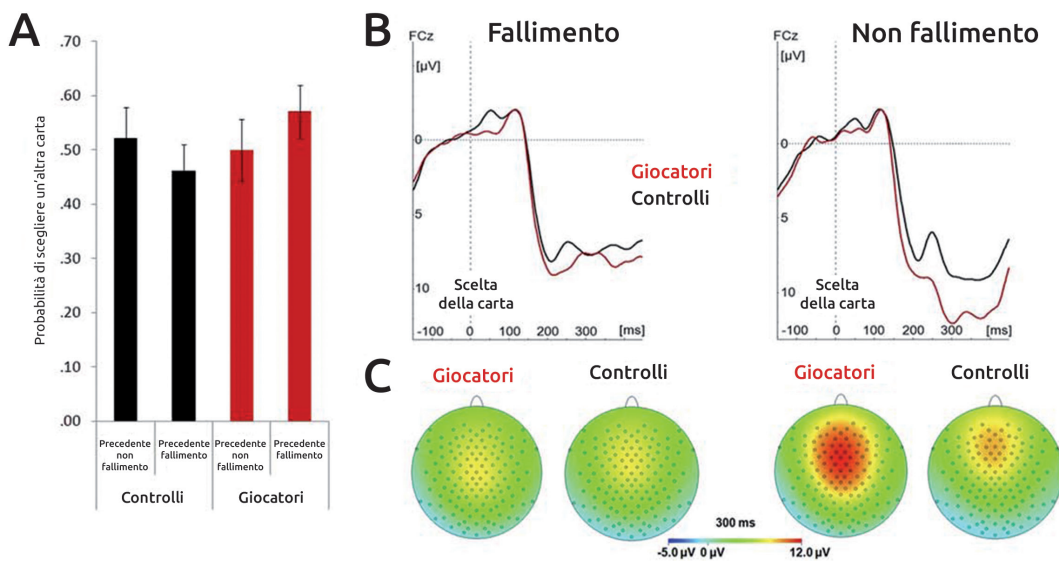 A
Probabilità di scegliere un'altra carta
.70
.60
.50
.40
.30
.20
.10
.00
Precedente
non
fallimento
Precedente
fallimento
Precedente
non
fallimento
Precedente
fallimento
Controlli
Giocatori
B
Fallimento
FCz
[µV]
0
5
10
Giocatori
Controlli
Scelta
della carta
-100 0 100 200 300 [ms]
Non fallimento
FCz
[µV]
0
5
10
Scelta
della carta
-100 0 100 200 300 [ms]
C
Giocatori
Controlli
Giocatori
Controlli
300 ms
-5.0 µV 0 µV 12.0 µV